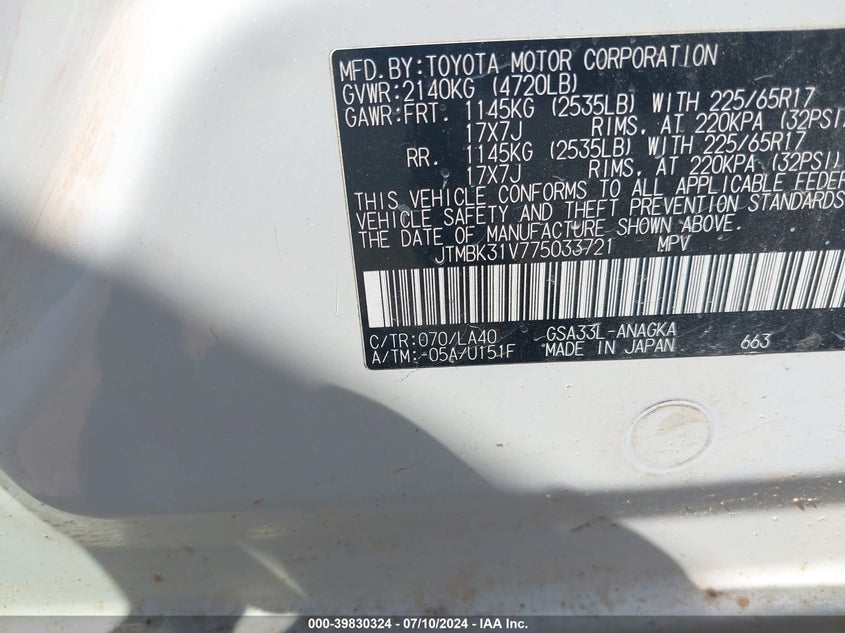 MFD.BY:TOYOTA MOTOR CORPORATION
GVWR:2140KG (4720LB)
GAWR:FRT. 1145KG (2535LB) WITH 225/65R17
17X7J RIMS, AT 220KPA (32PSI)
RR. 1145KG (2535LB) WITH 225/65R17
17X7J RIMS, AT 220KPA (32PSI)
THIS VEHICLE CONFORMS TO ALL APPLICABLE FEDER
VEHICLE SAFETY AND THEFT PREVENTION STANDARDS
THE DATE OF MANUFACTURE SHOWN ABOVE.
JTMBK31V775033721 MPV
C/TR:070/LA40 GSA33L-ANAGKA
A/TM:-05A/U151F MADE IN JAPAN 663
000-39830324 | 07/10/2024 | IAA Inc.